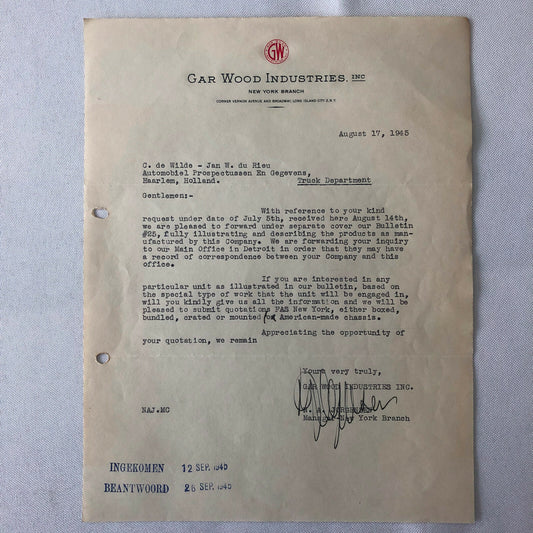 GW
GAR WOOD INDUSTRIES, INC
NEW YORK BRANCH
CORNER VERNON AVENUE AND BROADWAY, LONG ISLAND CITY 2, N.Y.
August 17, 1945
C. de Wilde - Jan W. du Rieu
Automobiel Prospectussen En Gegevens,
Haarlem, Holland. Truck Department
Gentlemen:-
With reference to your kind
request under date of July 5th, received here August 14th,
we are pleased to forward under separate cover our Bulletin
#25, fully illustrating and describing the products as man-
ufactured by this Company. We are forwarding your inquiry
to our Main Office in Detroit in order that they may have
a record of correspondence between your Company and this
office.
If you are interested in any
particular unit as illustrated in our bulletin, based on
the special type of work that the unit will be engaged in,
will you kindly give us all the information and we will be
pleased to submit quotations FAS New York, either boxed,
bundled, crated or mounted on American-made chassis.
Appreciating the opportunity of
your quotation, we remain
Yours very truly,
GAR WOOD INDUSTRIES INC.
A. JORGENSEN
NAJ.MC Manager New York Branch
INGEKOMEN 12 SEP. 1945
BEANTWOORD 26 SEP. 1945